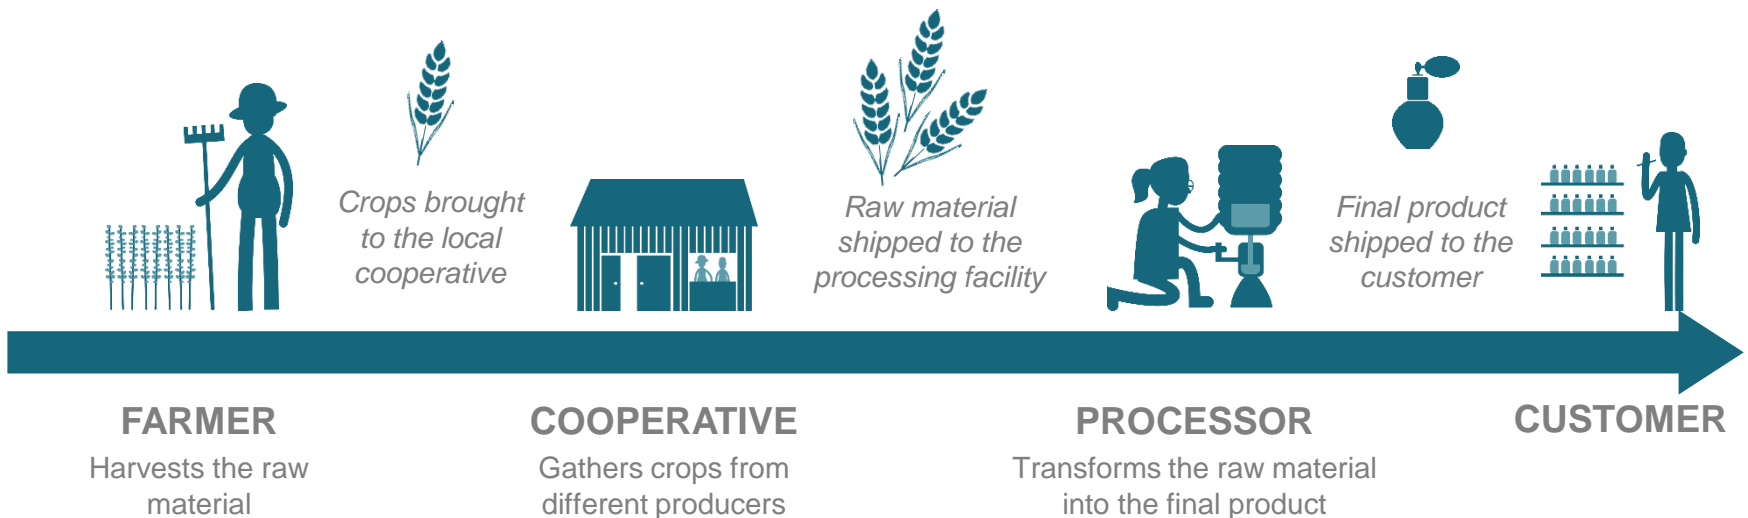 Crops brought
to the local
cooperative
Raw material
shipped to the
processing facility
Final product
shipped to the
customer
FARMER
Harvests the raw
material
COOPERATIVE
Gathers crops from
different producers
PROCESSOR
Transforms the raw material
into the final product
CUSTOMER